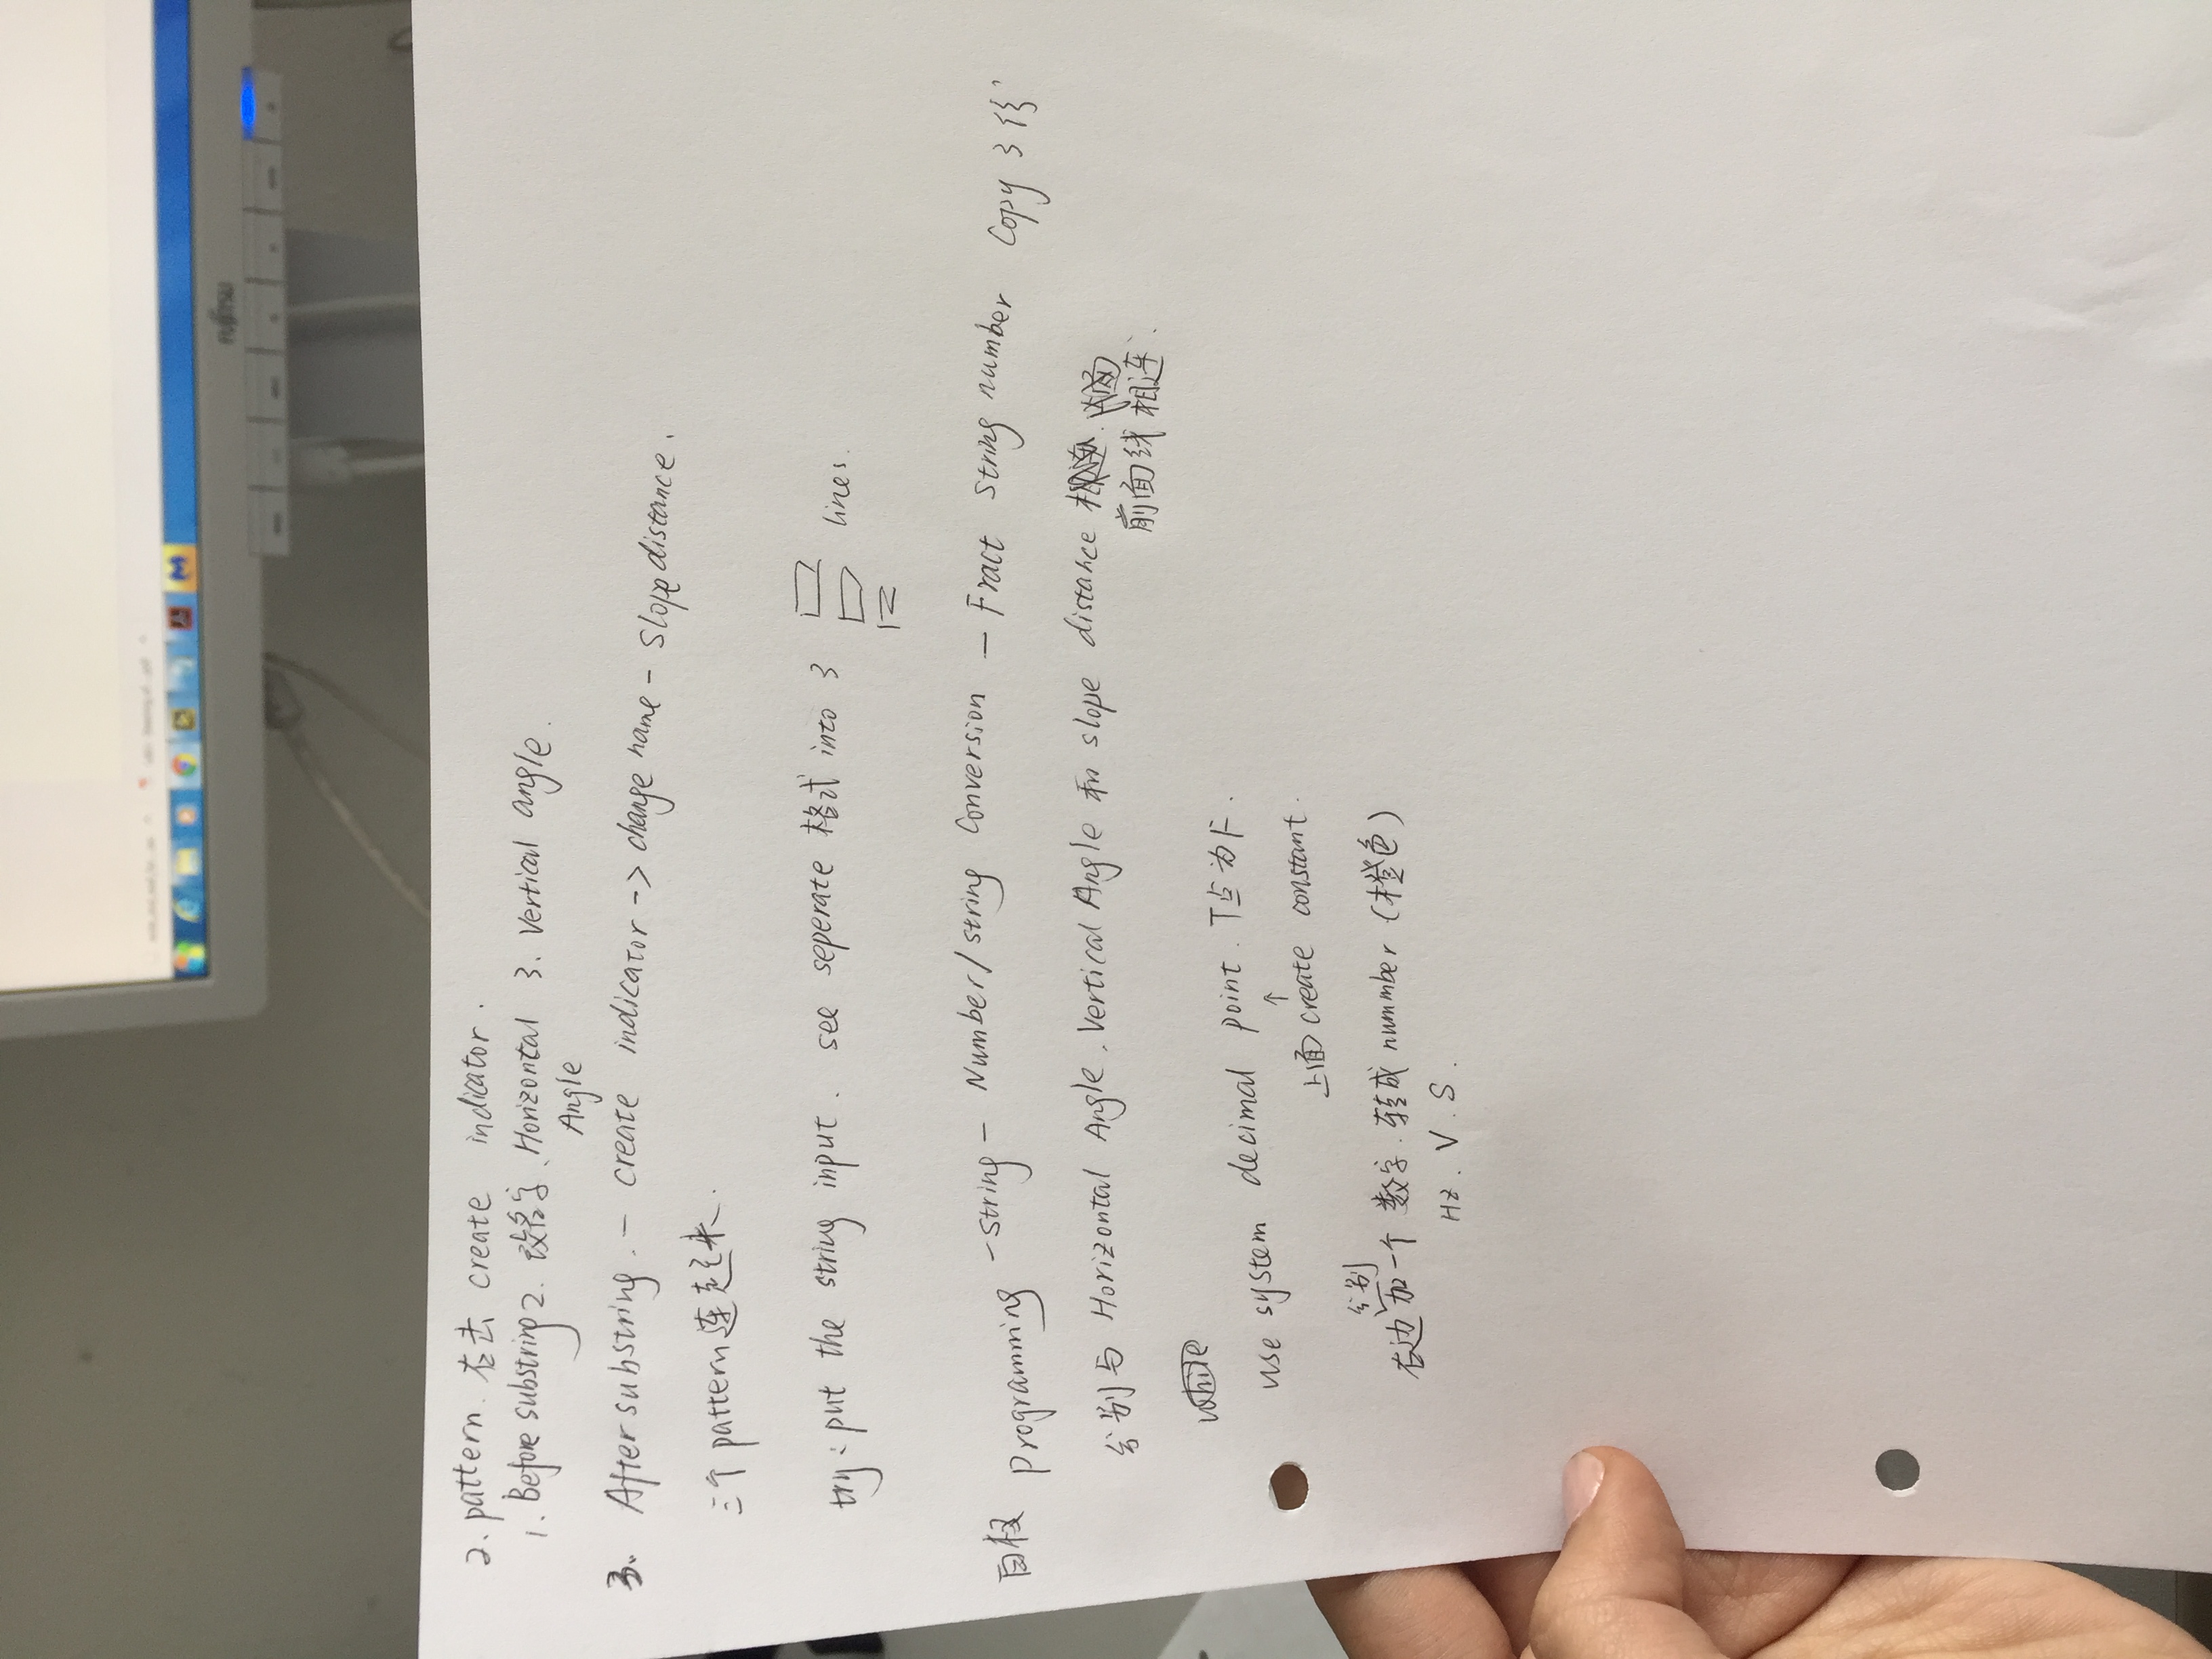 FUJITSU
2. pattern. 右击 create indicator.
1. Before substring 2. 改名字、Horizontal Angle 3. Vertical angle.
3. After substring. – create indicator -> change name – Slope distance.
三个 pattern 连起来.
try: put the string input. see seperate 格式 into 3 lines.
白板 programming – string – Number/string Conversion – Fract String number Copy 3 份
分别与 Horizontal Angle. Vertical Angle 和 slope distance
前面线相连.
use system decimal point. T点为F.
↑
上面 create constant.
分别
右边加一个数字. 转成 nummber (橙色)
HZ. V. S.